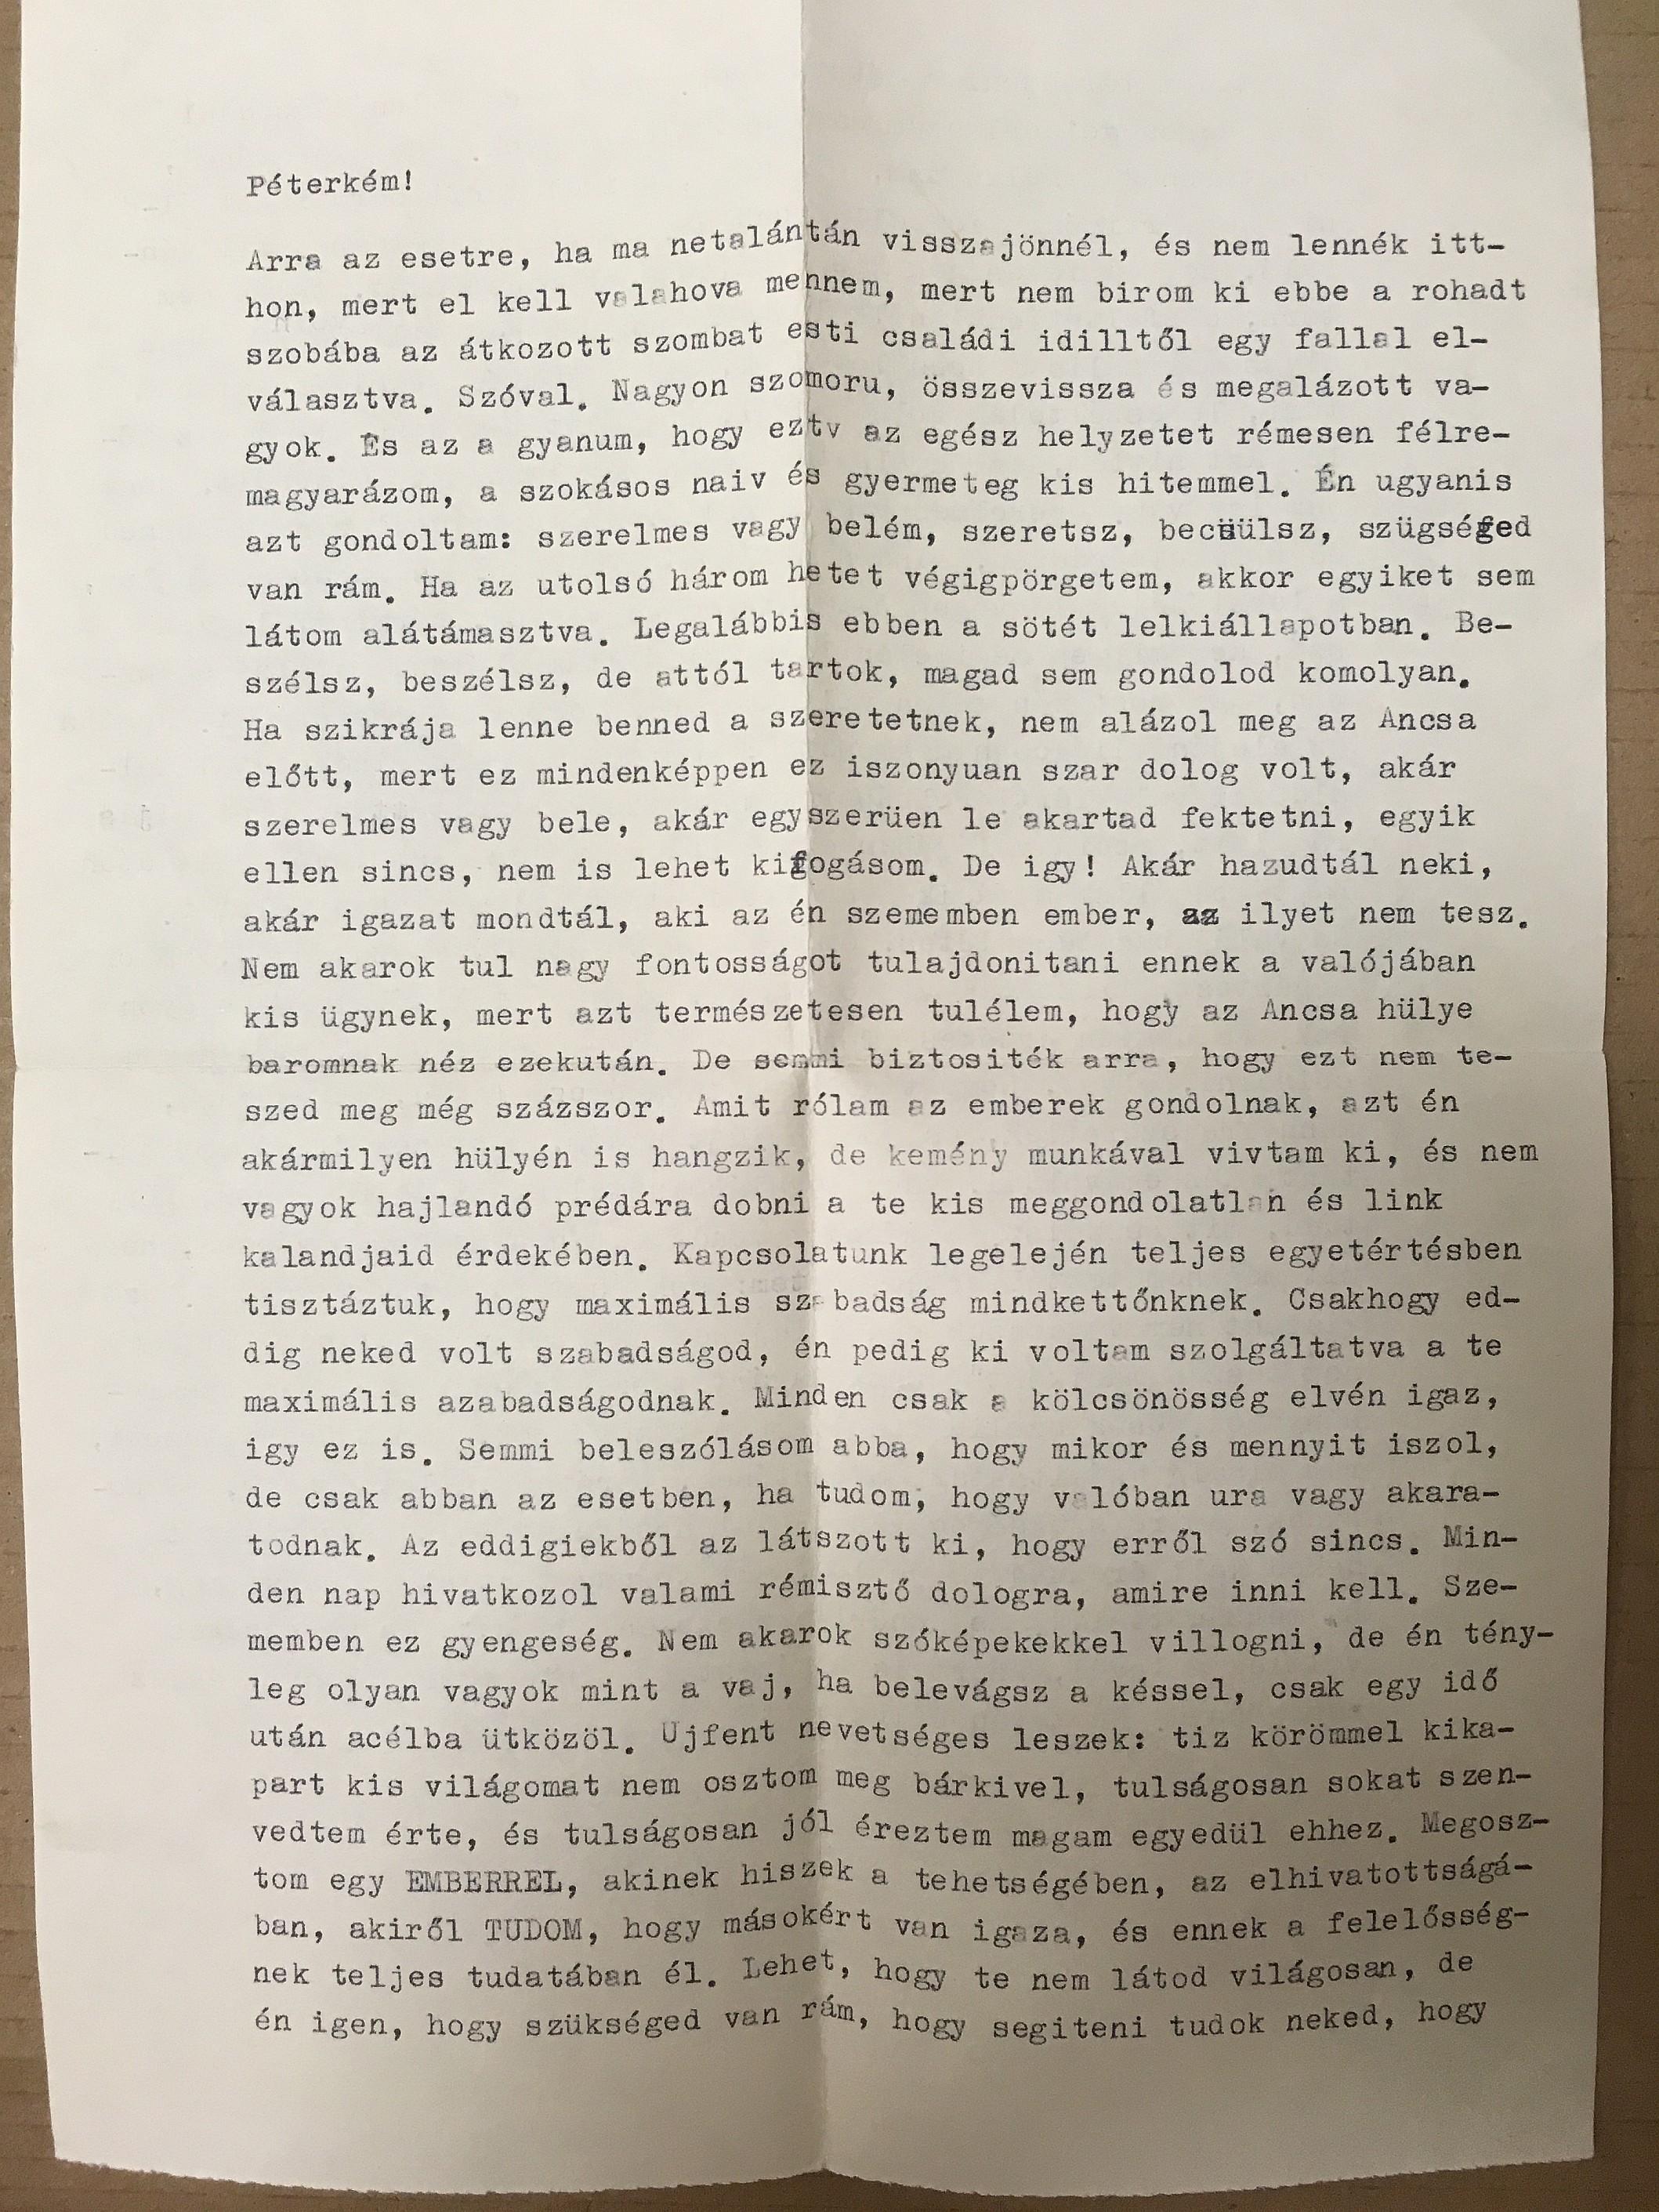 Péterkém!
Arra az esetre, ha ma netalántán visszajönnél, és nem lennék itt-
hon, mert el kell valahova mennem, mert nem birom ki ebbe a rohadt
szobába az átkozott szombat esti családi idilltől egy fallal el-
választva. Szóval. Nagyon szomoru, összevissza és megalázott va-
gyok. És az a gyanum, hogy eztv az egész helyzetet rémesen félre-
magyarázom, a szokásos naiv és gyermeteg kis hitemmel. Én ugyanis
azt gondoltam: szerelmes vagy belém, szeretsz, becsülsz, szügséged
van rám. Ha az utolsó három hetet végigpörgetem, akkor egyiket sem
látom alátámasztva. Legalábbis ebben a sötét lelkiállapotban. Be-
szélsz, beszélsz, de attól tartok, magad sem gondolod komolyan.
Ha szikrája lenne benned a szeretetnek, nem alázol meg az Ancsa
előtt, mert ez mindenképpen ez iszonyuan szar dolog volt, akár
szerelmes vagy bele, akár egyszerüen le akartad fektetni, egyik
ellen sincs, nem is lehet kifogásom. De igy! Akár hazudtál neki,
akár igazat mondtál, aki az én szememben ember, az ilyet nem tesz.
Nem akarok tul nagy fontosságot tulajdonitani ennek a valójában
kis ügynek, mert azt természetesen tulélem, hogy az Ancsa hülye
baromnak néz ezekután. De semmi biztositék arra, hogy ezt nem te-
szed meg még százszor. Amit rólam az emberek gondolnak, azt én
akármilyen hülyén is hangzik, de kemény munkával vivtam ki, és nem
vagyok hajlandó prédára dobni a te kis meggondolatlan és link
kalandjaid érdekében. Kapcsolatunk legelején teljes egyetértésben
tisztáztuk, hogy maximális szabadság mindkettőnknek. Csakhogy ed-
dig neked volt szabadságod, én pedig ki voltam szolgáltatva a te
maximális azabadságodnak. Minden csak a kölcsönösség elvén igaz,
igy ez is. Semmi beleszólásom abba, hogy mikor és mennyit iszol,
de csak abban az esetben, ha tudom, hogy valóban ura vagy akara-
todnak. Az eddigiekből az látszott ki, hogy erről szó sincs. Min-
den nap hivatkozol valami rémisztő dologra, amire inni kell. Sze-
memben ez gyengeség. Nem akarok szóképekekkel villogni, de én tény-
leg olyan vagyok mint a vaj, ha belevágsz a késsel, csak egy idő
után acélba ütközöl. Ujfent nevetséges leszek: tiz körömmel kika-
part kis világomat nem osztom meg bárkivel, tulságosan sokat szen-
vedtem érte, és tulságosan jól éreztem magam egyedül ehhez. Megosz-
tom egy EMBERREL, akinek hiszek a tehetségében, az elhivatottságá-
ban, akiről TUDOM, hogy másokért van igaza, és ennek a felelősség-
nek teljes tudatában él. Lehet, hogy te nem látod világosan, de
én igen, hogy szükséged van rám, hogy segiteni tudok neked, hogy